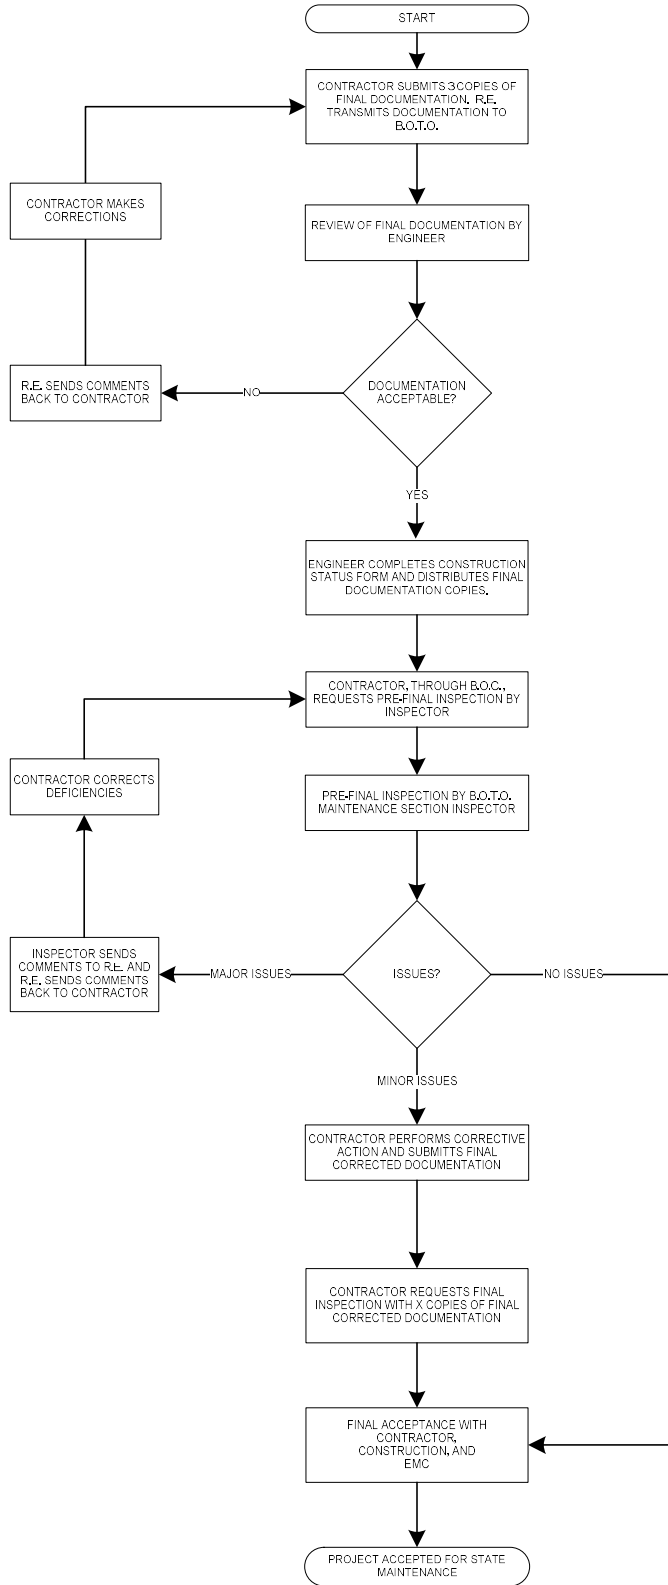 START
CONTRACTOR SUBMITS 3 COPIES OF
FINAL DOCUMENTATION. R.E.
TRANSMITS DOCUMENTATION TO
B.O.T.O.
CONTRACTOR MAKES
CORRECTIONS
REVIEW OF FINAL DOCUMENTATION BY
ENGINEER
R.E. SENDS COMMENTS
BACK TO CONTRACTOR
NO
DOCUMENTATION
ACCEPTABLE?
YES
ENGINEER COMPLETES CONSTRUCTION
STATUS FORM AND DISTRIBUTES FINAL
DOCUMENTATION COPIES.
CONTRACTOR, THROUGH B.O.C.,
REQUESTS PRE-FINAL INSPECTION BY
INSPECTOR
CONTRACTOR CORRECTS
DEFICIENCIES
PRE-FINAL INSPECTION BY B.O.T.O.
MAINTENANCE SECTION INSPECTOR
INSPECTOR SENDS
COMMENTS TO R.E. AND
R.E. SENDS COMMENTS
BACK TO CONTRACTOR
MAJOR ISSUES
ISSUES?
NO ISSUES
MINOR ISSUES
CONTRACTOR PERFORMS CORRECTIVE
ACTION AND SUBMITTS FINAL
CORRECTED DOCUMENTATION
CONTRACTOR REQUESTS FINAL
INSPECTION WITH X COPIES OF FINAL
CORRECTED DOCUMENTATION
FINAL ACCEPTANCE WITH
CONTRACTOR,
CONSTRUCTION, AND
EMC
PROJECT ACCEPTED FOR STATE
MAINTENANCE